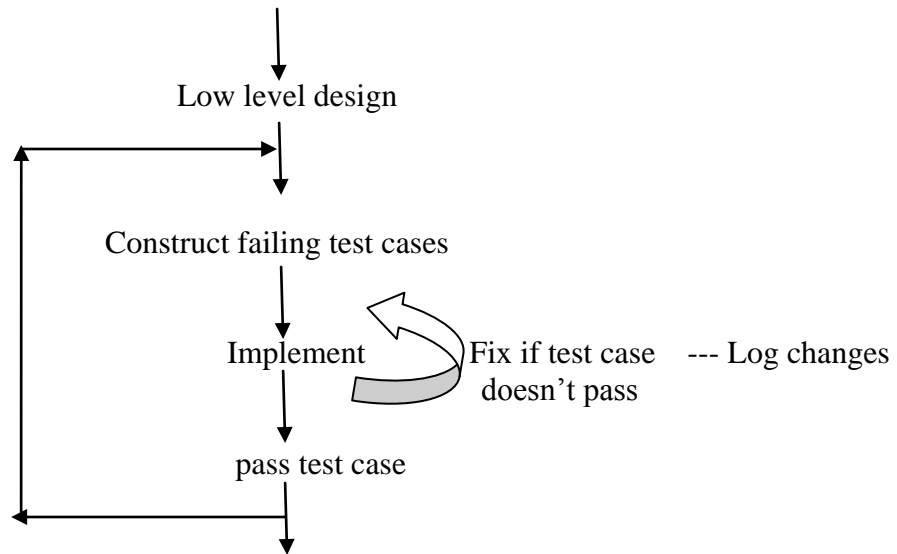 Low level design
Construct failing test cases
Implement
Fix if test case --- Log changes
doesn’t pass
pass test case